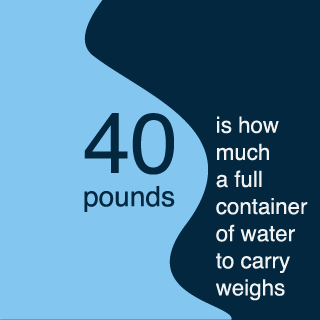 40
pounds
is how
much
a full
container
of water
to carry
weighs